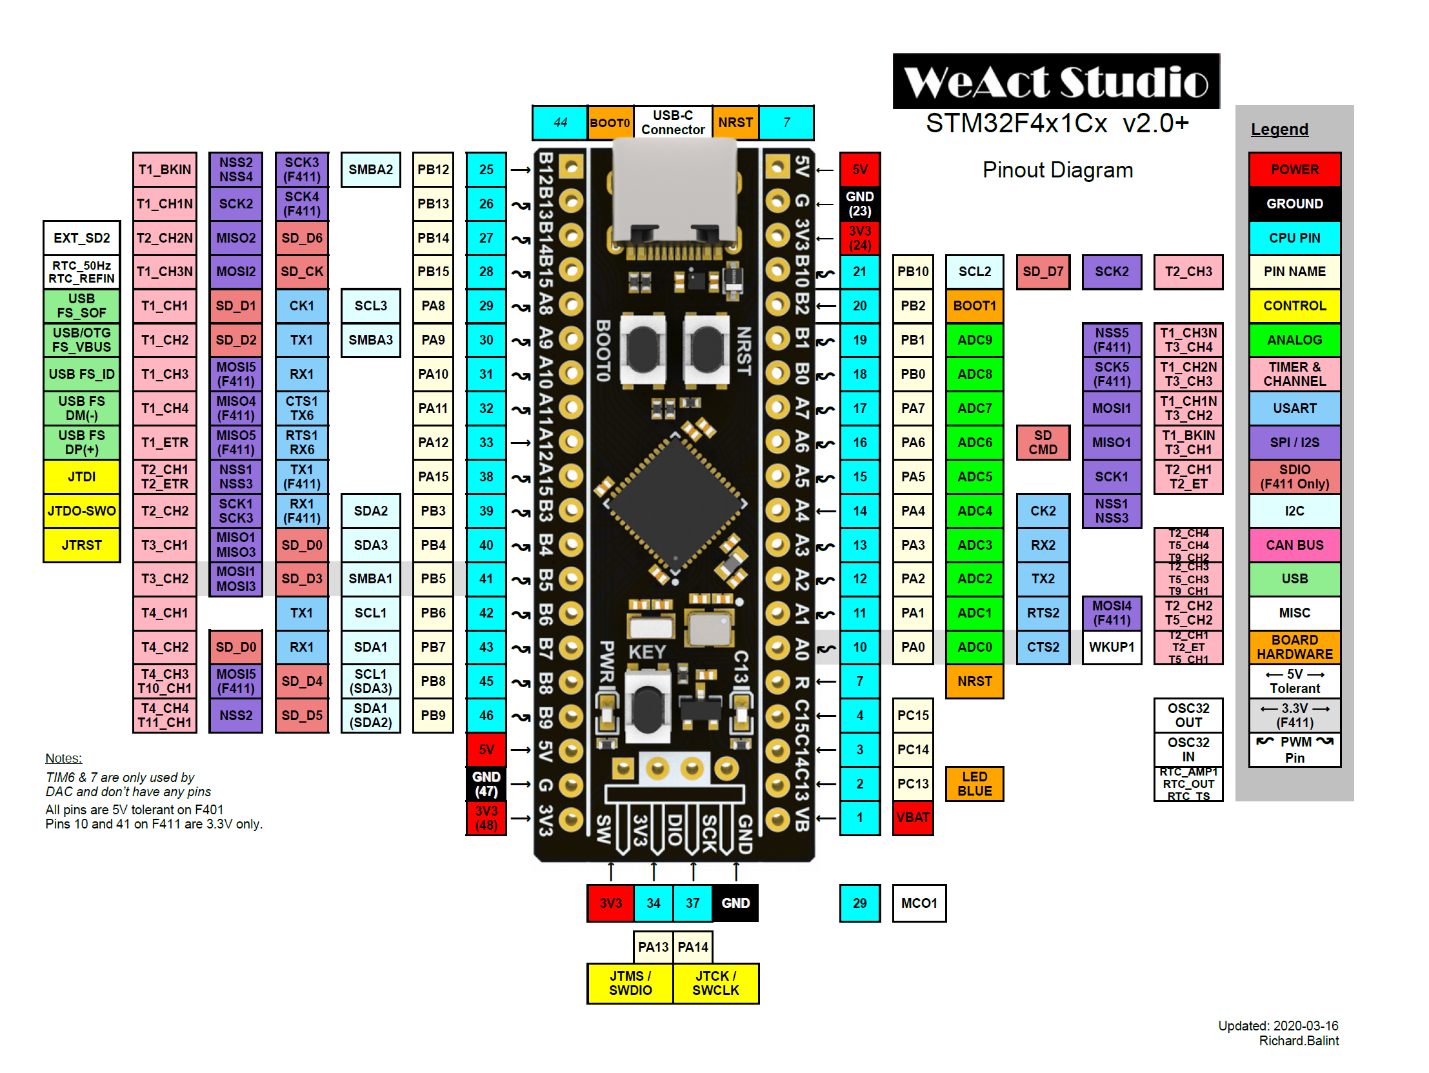 WeAct Studio
STM32F4x1Cx v2.0+
Pinout Diagram
44 BOOT0 USB-C Connector NRST 7
T1_BKIN NSS2 NSS4 SCK3 (F411) SMBA2 PB12 25
T1_CH1N SCK2 SCK4 (F411) PB13 26
EXT_SD2 T2_CH2N MISO2 SD_D6 PB14 27
RTC_50Hz RTC_REFIN T1_CH3N MOSI2 SD_CK PB15 28
USB FS_SOF T1_CH1 SD_D1 CK1 SCL3 PA8 29
USB/OTG FS_VBUS T1_CH2 SD_D2 TX1 SMBA3 PA9 30
USB FS_ID T1_CH3 MOSI5 (F411) RX1 PA10 31
USB FS DM(-) T1_CH4 MISO4 (F411) CTS1 TX6 PA11 32
USB FS DP(+) T1_ETR MISO5 (F411) RTS1 RX6 PA12 33
JTDI T2_CH1 T2_ETR NSS1 NSS3 TX1 (F411) PA15 38
JTDO-SWO T2_CH2 SCK1 SCK3 RX1 (F411) SDA2 PB3 39
JTRST T3_CH1 MISO1 MISO3 SD_D0 SDA3 PB4 40
T3_CH2 MOSI1 MOSI3 SD_D3 SMBA1 PB5 41
T4_CH1 TX1 SCL1 PB6 42
T4_CH2 SD_D0 RX1 SDA1 PB7 43
T4_CH3 T10_CH1 MOSI5 (F411) SD_D4 SCL1 (SDA3) PB8 45
T4_CH4 T11_CH1 NSS2 SD_D5 SDA1 (SDA2) PB9 46
5V
GND (47)
3V3 (48)
B12 B13 B14 B15 A8 A9 A10 A11 A12 A15 B3 B4 B5 B6 B7 B8 B9 5V G 3V3
BOOT0 NRST
KEY
PWR C13
SW 3V3 DIO SCK GND
5V G 3V3 B10 B2 B1 B0 A7 A6 A5 A4 A3 A2 A1 A0 R C15 C14 C13 VB
5V
GND (23)
3V3 (24)
21 PB10 SCL2 SD_D7 SCK2 T2_CH3
20 PB2 BOOT1
19 PB1 ADC9 NSS5 (F411) T1_CH3N T3_CH4
18 PB0 ADC8 SCK5 (F411) T1_CH2N T3_CH3
17 PA7 ADC7 MOSI1 T1_CH1N T3_CH2
16 PA6 ADC6 SD CMD MISO1 T1_BKIN T3_CH1
15 PA5 ADC5 SCK1 T2_CH1 T2_ET
14 PA4 ADC4 CK2 NSS1 NSS3
13 PA3 ADC3 RX2 T2_CH4 T5_CH4 T9_CH2
12 PA2 ADC2 TX2 T2_CH3 T5_CH3 T9_CH1
11 PA1 ADC1 RTS2 MOSI4 (F411) T2_CH2 T5_CH2
10 PA0 ADC0 CTS2 WKUP1 T2_CH1 T2_ET T5_CH1
7 NRST
4 PC15 OSC32 OUT
3 PC14 OSC32 IN
2 PC13 LED BLUE RTC_AMP1 RTC_OUT RTC_TS
1 VBAT
29 MCO1
3V3 34 37 GND
PA13 PA14
JTMS / SWDIO JTCK / SWCLK
Legend
POWER
GROUND
CPU PIN
PIN NAME
CONTROL
ANALOG
TIMER & CHANNEL
USART
SPI / I2S
SDIO (F411 Only)
I2C
CAN BUS
USB
MISC
BOARD HARDWARE
← 5V → Tolerant
← 3.3V → (F411)
PWM Pin
Notes:
TIM6 & 7 are only used by
DAC and don't have any pins
All pins are 5V tolerant on F401
Pins 10 and 41 on F411 are 3.3V only.
Updated: 2020-03-16
Richard.Balint